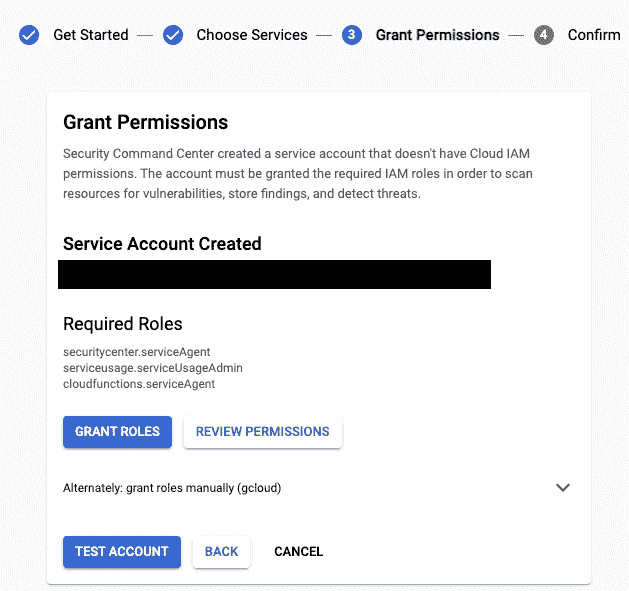 Get Started
Choose Services
3 Grant Permissions
4 Confirm
Grant Permissions
Security Command Center created a service account that doesn't have Cloud IAM
permissions. The account must be granted the required IAM roles in order to scan
resources for vulnerabilities, store findings, and detect threats.
Service Account Created
Required Roles
securitycenter.serviceAgent
serviceusage.serviceUsageAdmin
cloudfunctions.serviceAgent
GRANT ROLES
REVIEW PERMISSIONS
Alternately: grant roles manually (gcloud)
TEST ACCOUNT
BACK
CANCEL